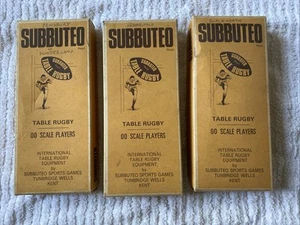 SUBBUTEO
TABLE RUGBY
TABLE RUGBY
00 SCALE PLAYERS
INTERNATIONAL
TABLE RUGBY
EQUIPMENT
by
SUBBUTEO SPORTS GAMES
TUNBRIDGE WELLS
KENT
SUBBUTEO
TABLE RUGBY
TABLE RUGBY
00 SCALE PLAYERS
INTERNATIONAL
TABLE RUGBY
EQUIPMENT
by
SUBBUTEO SPORTS GAMES
TUNBRIDGE WELLS
KENT
SUBBUTEO
TABLE RUGBY
TABLE RUGBY
00 SCALE PLAYERS
INTERNATIONAL
TABLE RUGBY
EQUIPMENT
by
SUBBUTEO SPORTS GAMES
TUNBRIDGE WELLS
KENT